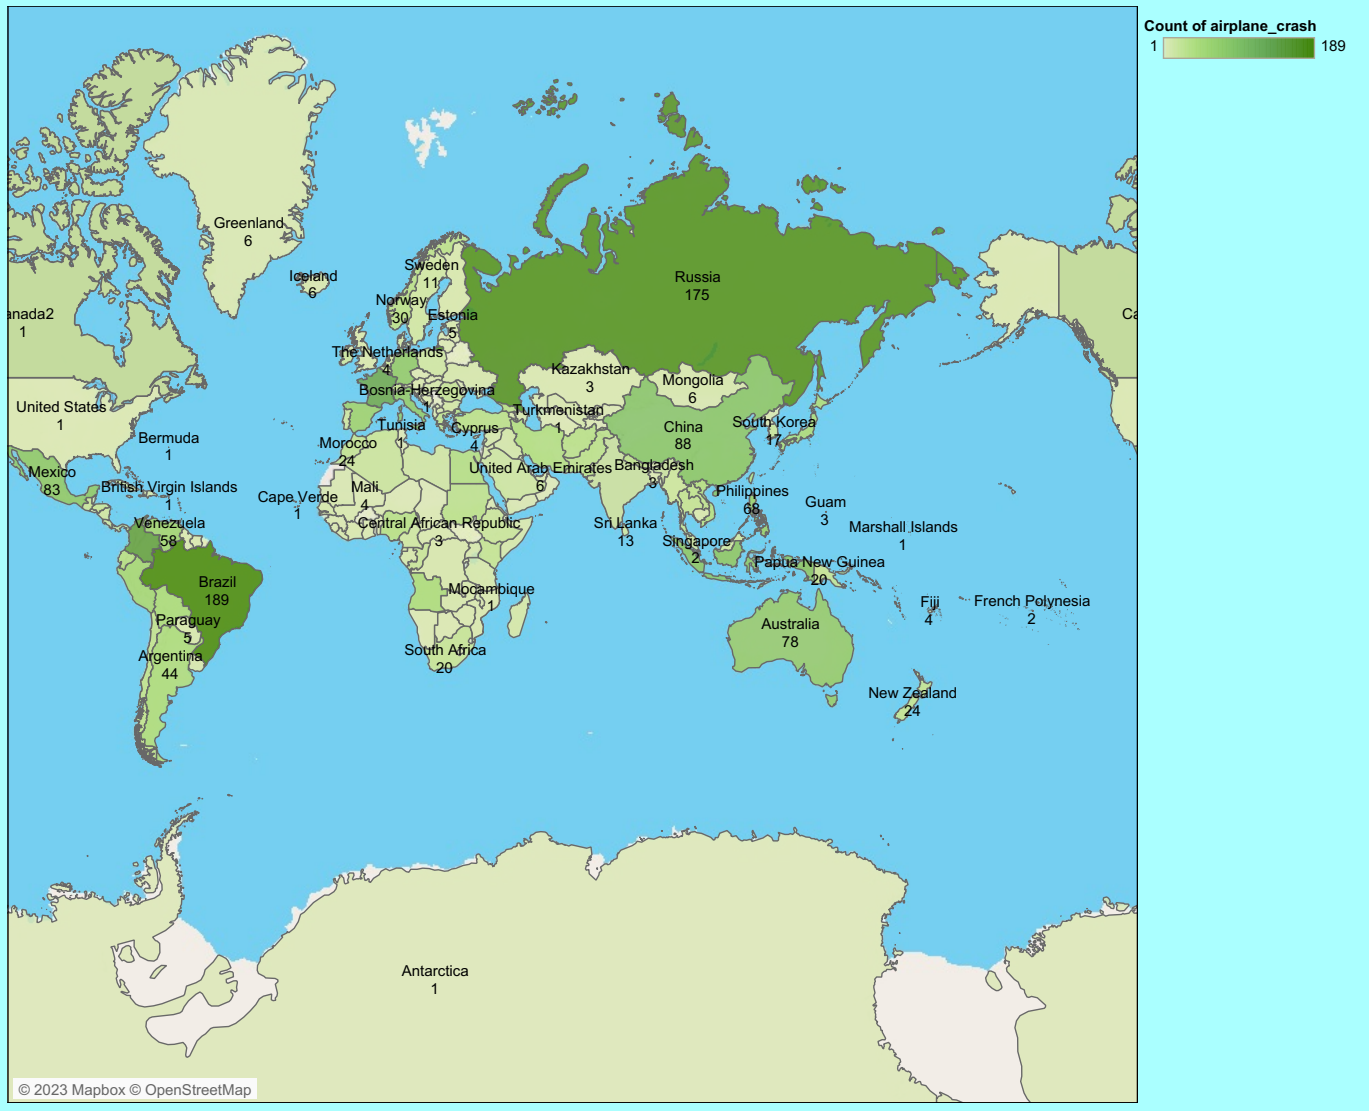 Count of airplane_crash
1
189
Greenland
6
Iceland
6
Sweden
11
Norway
30
Estonia
5
Russia
175
anada2
1
Ca
The Netherlands
4
Kazakhstan
3
Mongolia
6
Bosnia-Herzegovina
1
United States
1
Turkmenistan
1
Tunisia
1
Cyprus
4
China
88
South Korea
17
Bermuda
1
Morocco
24
Mexico
83
United Arab Emirates
6
Bangladesh
3
British Virgin Islands
1
Mali
4
Cape Verde
1
Philippines
68
Guam
3
Venezuela
58
Central African Republic
3
Sri Lanka
13
Marshall Islands
1
Singapore
2
Papua New Guinea
20
Brazil
189
Mocambique
1
Fiji
4
French Polynesia
2
Paraguay
5
Australia
78
Argentina
44
South Africa
20
New Zealand
24
Antarctica
1
© 2023 Mapbox © OpenStreetMap